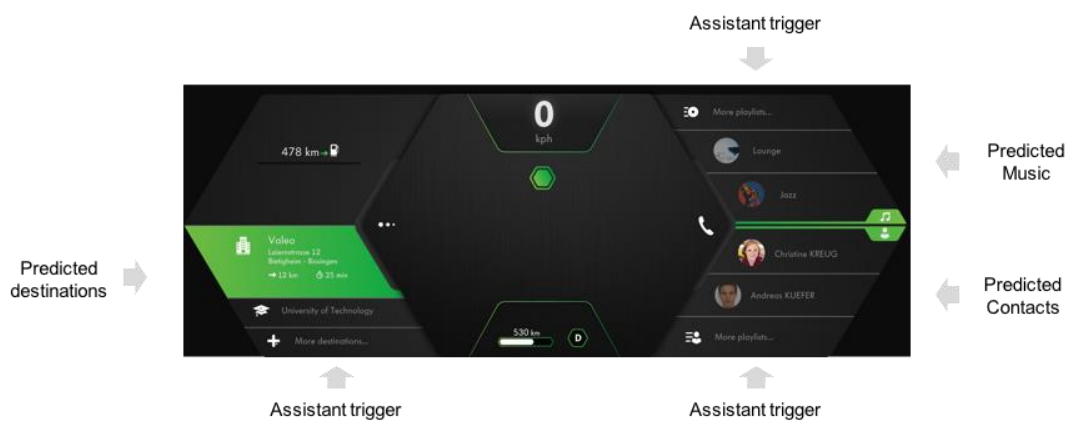 Assistant trigger
0
kph
478 km→
Valeo
Laiernstrasse 12
Bietigheim - Bissingen
12 km 25 min
University of Technology
More destinations...
530 km
D
More playlists...
Lounge
Jazz
Christine KREUG
Andreas KUEFER
More playlists...
Predicted
destinations
Predicted
Music
Predicted
Contacts
Assistant trigger
Assistant trigger